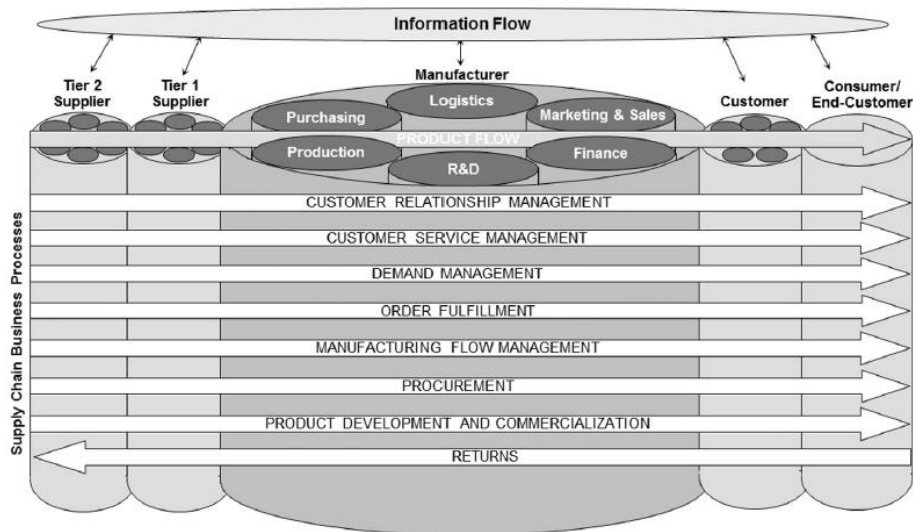 Information Flow
Tier 2
Supplier
Tier 1
Supplier
Manufacturer
Customer
Consumer/
End-Customer
Logistics
Purchasing
Marketing & Sales
PRODUCT FLOW
Production
Finance
R&D
Supply Chain Business Processes
CUSTOMER RELATIONSHIP MANAGEMENT
CUSTOMER SERVICE MANAGEMENT
DEMAND MANAGEMENT
ORDER FULFILLMENT
MANUFACTURING FLOW MANAGEMENT
PROCUREMENT
PRODUCT DEVELOPMENT AND COMMERCIALIZATION
RETURNS